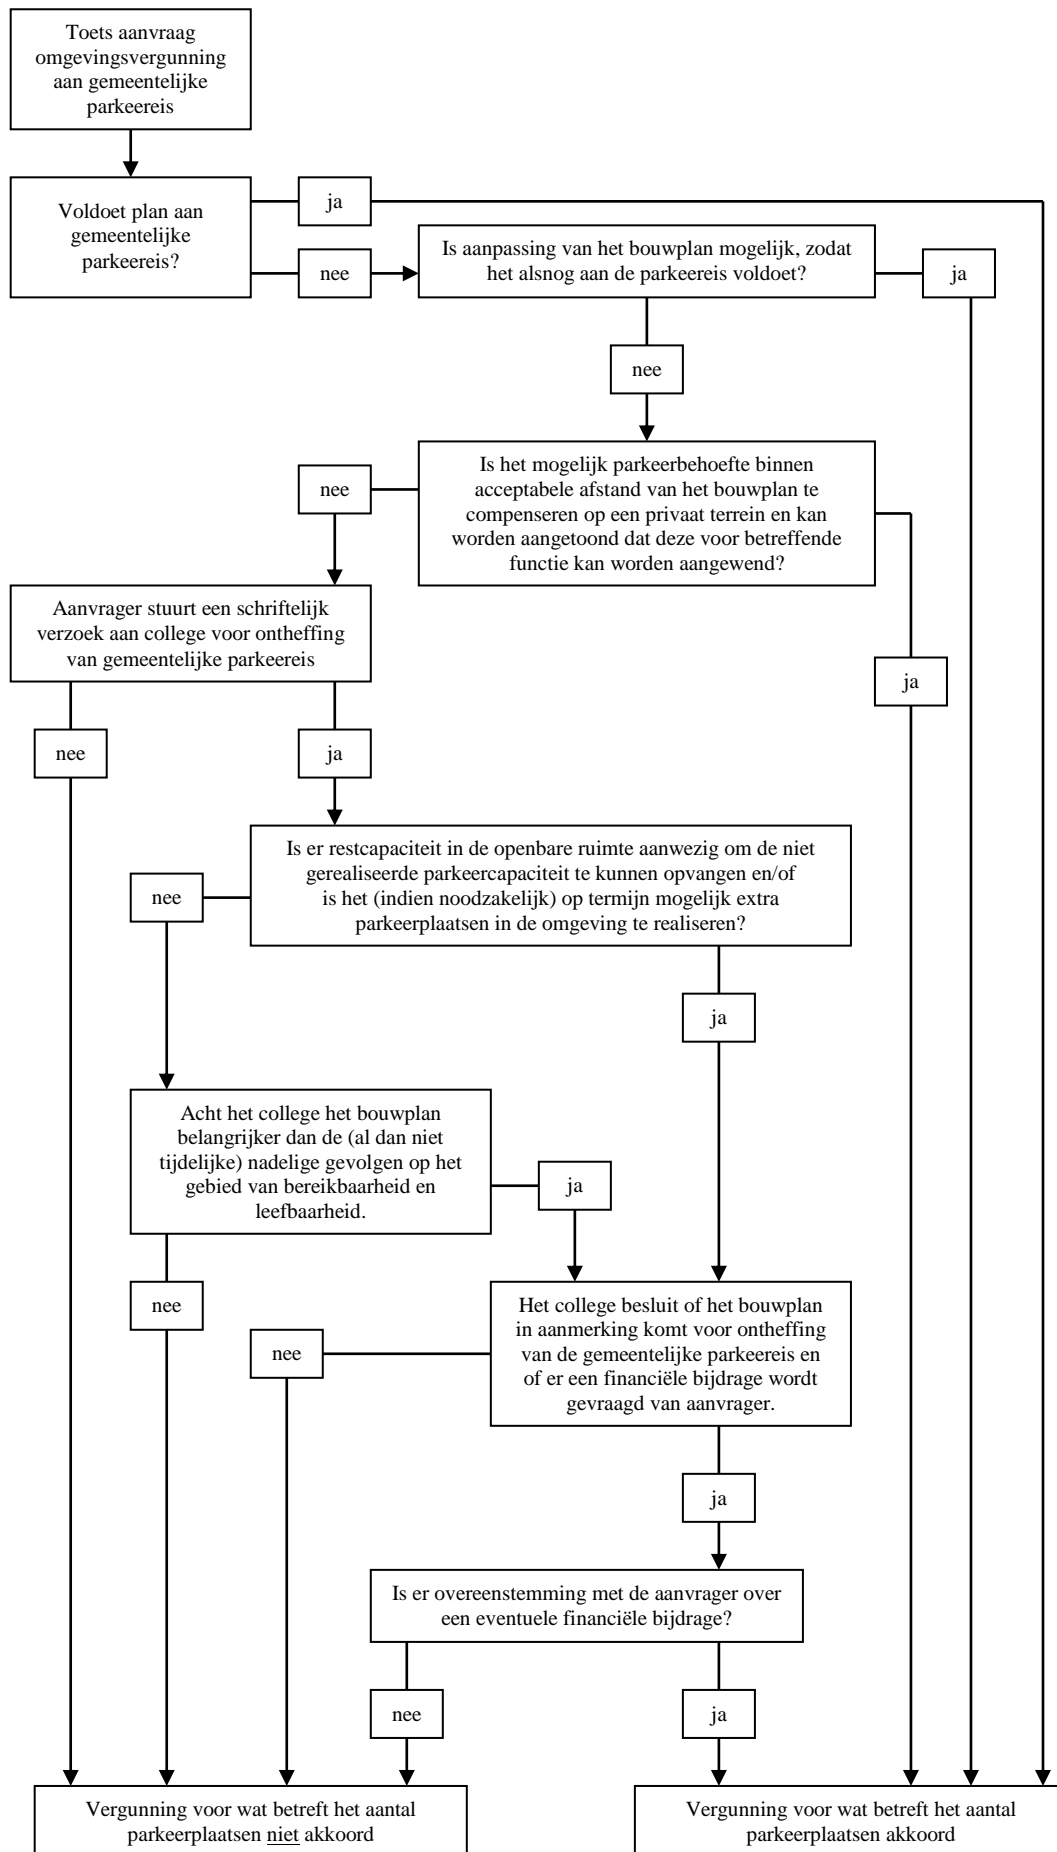 Toets aanvraag
omgevingsvergunning
aan gemeentelijke
parkeereis
Voldoet plan aan
gemeentelijke
parkeereis?
ja
nee
Is aanpassing van het bouwplan mogelijk, zodat
het alsnog aan de parkeereis voldoet?
ja
nee
Is het mogelijk parkeerbehoefte binnen
acceptabele afstand van het bouwplan te
compenseren op een privaat terrein en kan
worden aangetoond dat deze voor betreffende
functie kan worden aangewend?
nee
ja
Aanvrager stuurt een schriftelijk
verzoek aan college voor ontheffing
van gemeentelijke parkeereis
nee
ja
Is er restcapaciteit in de openbare ruimte aanwezig om de niet
gerealiseerde parkeercapaciteit te kunnen opvangen en/of
is het (indien noodzakelijk) op termijn mogelijk extra
parkeerplaatsen in de omgeving te realiseren?
nee
ja
Acht het college het bouwplan
belangrijker dan de (al dan niet
tijdelijke) nadelige gevolgen op het
gebied van bereikbaarheid en
leefbaarheid.
ja
nee
Het college besluit of het bouwplan
in aanmerking komt voor ontheffing
van de gemeentelijke parkeereis en
of er een financiële bijdrage wordt
gevraagd van aanvrager.
nee
ja
Is er overeenstemming met de aanvrager over
een eventuele financiële bijdrage?
nee
ja
Vergunning voor wat betreft het aantal
parkeerplaatsen niet akkoord
Vergunning voor wat betreft het aantal
parkeerplaatsen akkoord